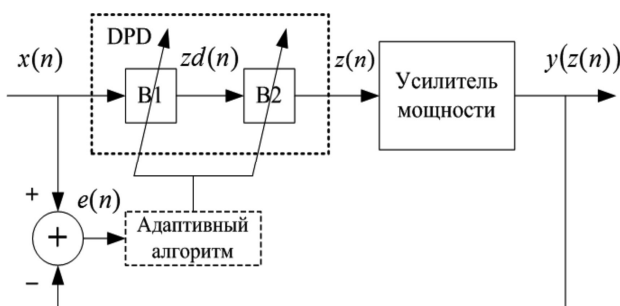 DPD
x(n)
zd(n)
z(n)
y(z(n))
B1
B2
Усилитель
мощности
+
e(n)
+
Адаптивный
алгоритм
−